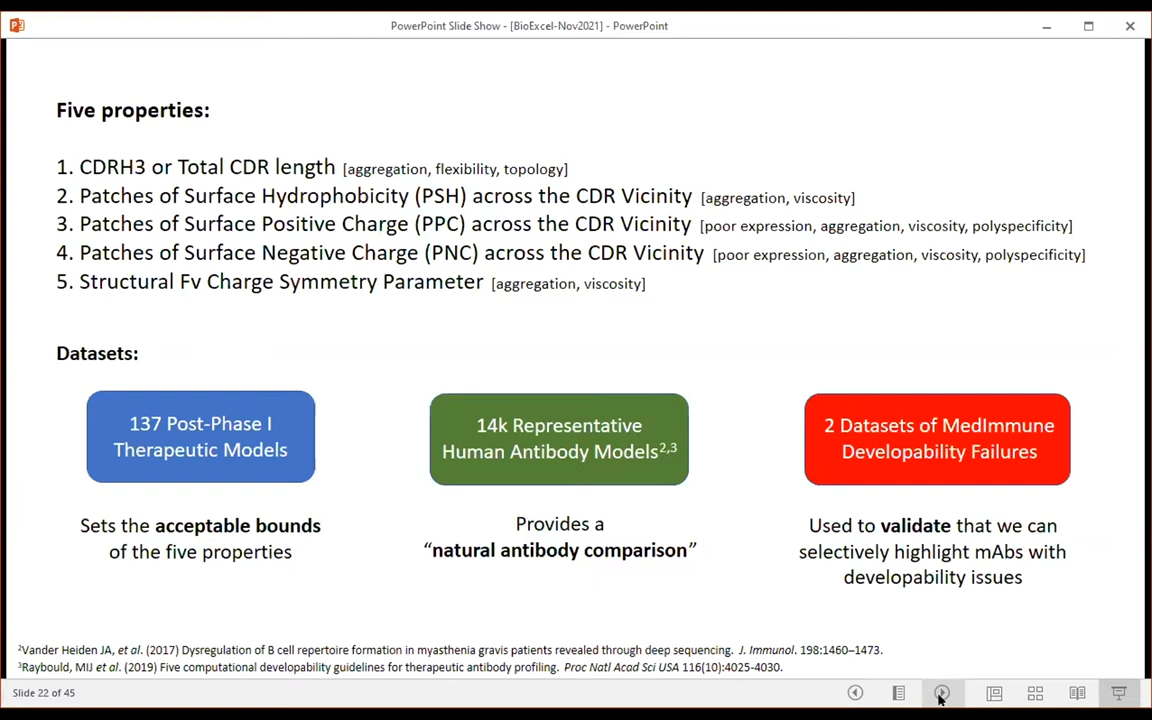 PowerPoint Slide Show - [BioExcel-Nov2021] - PowerPoint
Five properties:
1. CDRH3 or Total CDR length [aggregation, flexibility, topology]
2. Patches of Surface Hydrophobicity (PSH) across the CDR Vicinity [aggregation, viscosity]
3. Patches of Surface Positive Charge (PPC) across the CDR Vicinity [poor expression, aggregation, viscosity, polyspecificity]
4. Patches of Surface Negative Charge (PNC) across the CDR Vicinity [poor expression, aggregation, viscosity, polyspecificity]
5. Structural Fv Charge Symmetry Parameter [aggregation, viscosity]
Datasets:
137 Post-Phase I
Therapeutic Models
Sets the acceptable bounds
of the five properties
14k Representative
Human Antibody Models2,3
Provides a
“natural antibody comparison”
2 Datasets of MedImmune
Developability Failures
Used to validate that we can
selectively highlight mAbs with
developability issues
2Vander Heiden JA, et al. (2017) Dysregulation of B cell repertoire formation in myasthenia gravis patients revealed through deep sequencing. J. Immunol. 198:1460–1473.
3Raybould, MIJ et al. (2019) Five computational developability guidelines for therapeutic antibody profiling. Proc Natl Acad Sci USA 116(10):4025-4030.
Slide 22 of 45